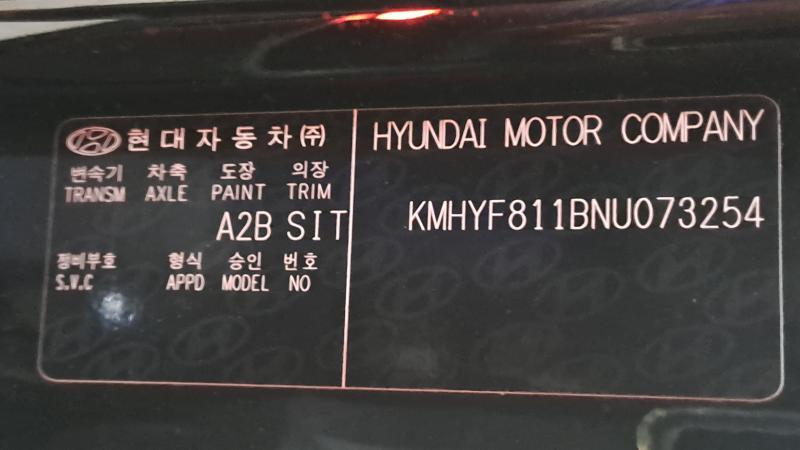 현대자동차㈜
변속기 차축 도장 의장
TRANSM AXLE PAINT TRIM
A2B SIT
정비부호 형식 승인 번호
S.V.C APPD MODEL NO
HYUNDAI MOTOR COMPANY
KMHYF811BNU073254